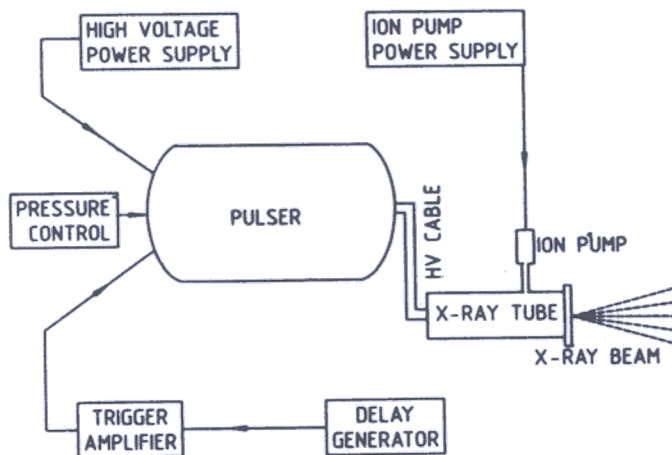 HIGH VOLTAGE
POWER SUPPLY
ION PUMP
POWER SUPPLY
PRESSURE
CONTROL
PULSER
HV CABLE
ION PUMP
X-RAY TUBE
X-RAY BEAM
TRIGGER
AMPLIFIER
DELAY
GENERATOR